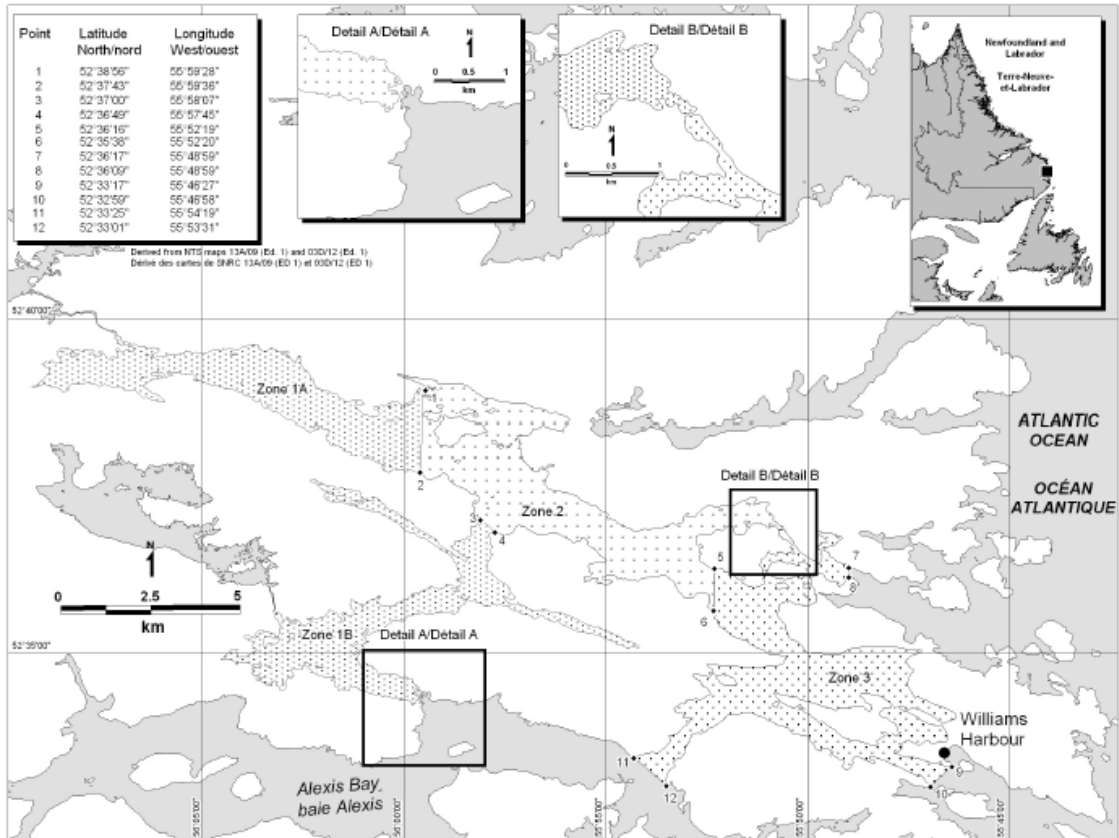 Point Latitude Longitude
North/nord West/ouest
1 52°38'56" 55°59'28"
2 52°37'43" 55°59'36"
3 52°37'00" 55°58'07"
4 52°36'49" 55°57'45"
5 52°36'16" 55°52'19"
6 52°35'38" 55°52'20"
7 52°36'17" 55°48'59"
8 52°36'09" 55°48'59"
9 52°33'17" 55°46'27"
10 52°32'59" 55°46'58"
11 52°33'25" 55°54'19"
12 52°33'01" 55°53'31"
Derived from NTS maps 13A/09 (Ed. 1) and 03D/12 (Ed. 1)
Dérivé des cartes de SNRC 13A/09 (ED 1) et 03D/12 (ED 1)
Detail A/Détail A
N
0 0.5 1
km
Detail B/Détail B
N
0 0.5 1
km
Newfoundland and
Labrador
Terre-Neuve-
et-Labrador
52°40'00"
Zone 1A
1
2
ATLANTIC
OCEAN
OCÉAN
ATLANTIQUE
Detail B/Détail B
3
Zone 2
4
5
7
8
6
N
0 2.5 5
km
Zone 1B
Detail A/Détail A
52°35'00"
Zone 3
Williams
Harbour
11
9
12
10
Alexis Bay
baie Alexis
56°05'00"
56°00'00"
55°55'00"
55°50'00"
55°45'00"